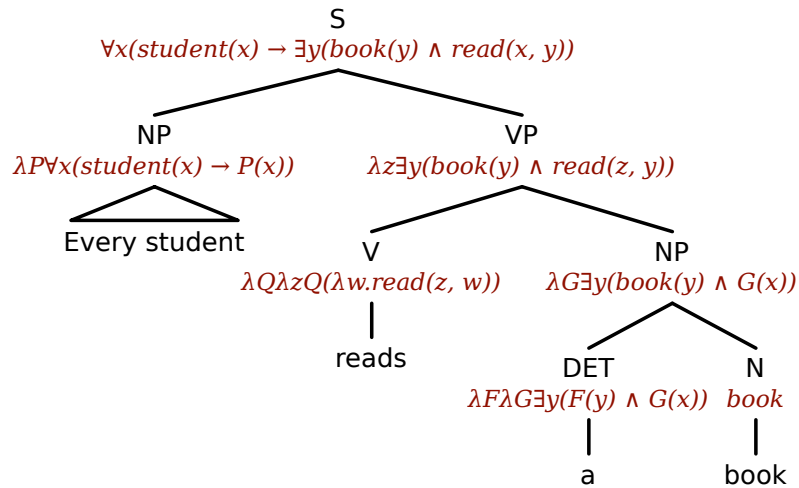 S
∀x(student(x) → ∃y(book(y) ∧ read(x, y))
NP VP
λP∀x(student(x) → P(x)) λz∃y(book(y) ∧ read(z, y))
Every student V NP
λQλzQ(λw.read(z, w)) λG∃y(book(y) ∧ G(x))
reads DET N
λFλG∃y(F(y) ∧ G(x)) book
a book